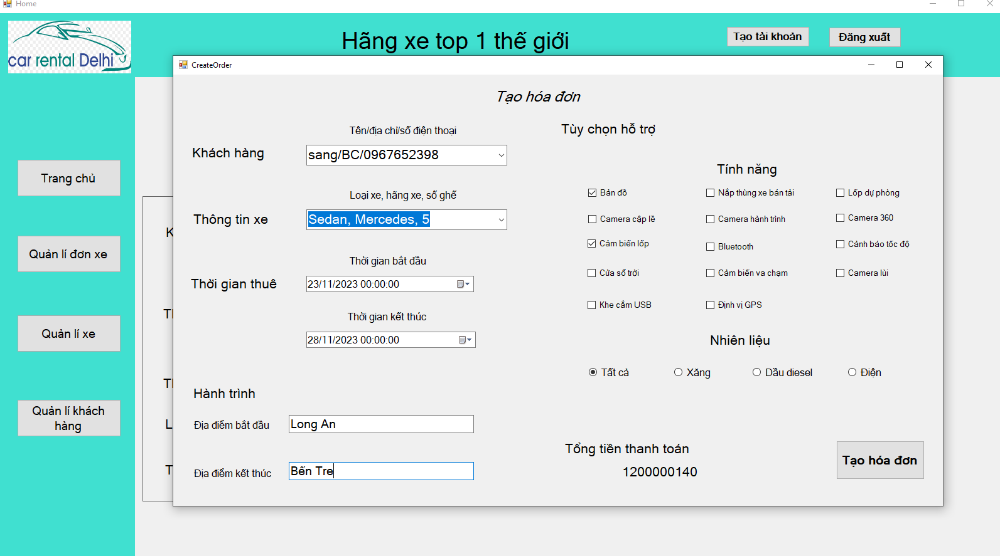 Home
car rental Delhi
Hãng xe top 1 thế giới
Tạo tài khoản
Đăng xuất
Trang chủ
Quản lí đơn xe
Quản lí xe
Quản lí khách
hàng
K
Th
Th
L
T
CreateOrder
Tạo hóa đơn
Tên/địa chỉ/số điện thoại
Khách hàng
sang/BC/0967652398
Loại xe, hãng xe, số ghế
Thông tin xe
Sedan, Mercedes, 5
Thời gian bắt đầu
Thời gian thuê
23/11/2023 00:00:00
Thời gian kết thúc
28/11/2023 00:00:00
Hành trình
Địa điểm bắt đầu
Long An
Địa điểm kết thúc
Bến Tre
Tùy chọn hỗ trợ
Tính năng
Bản đồ
Nắp thùng xe bán tải
Lốp dự phòng
Camera cập lề
Camera hành trình
Camera 360
Cảm biến lốp
Bluetooth
Cảnh báo tốc độ
Cửa sổ trời
Cảm biến va chạm
Camera lùi
Khe cắm USB
Định vị GPS
Nhiên liệu
Tất cả
Xăng
Dầu diesel
Điện
Tổng tiền thanh toán
1200000140
Tạo hóa đơn